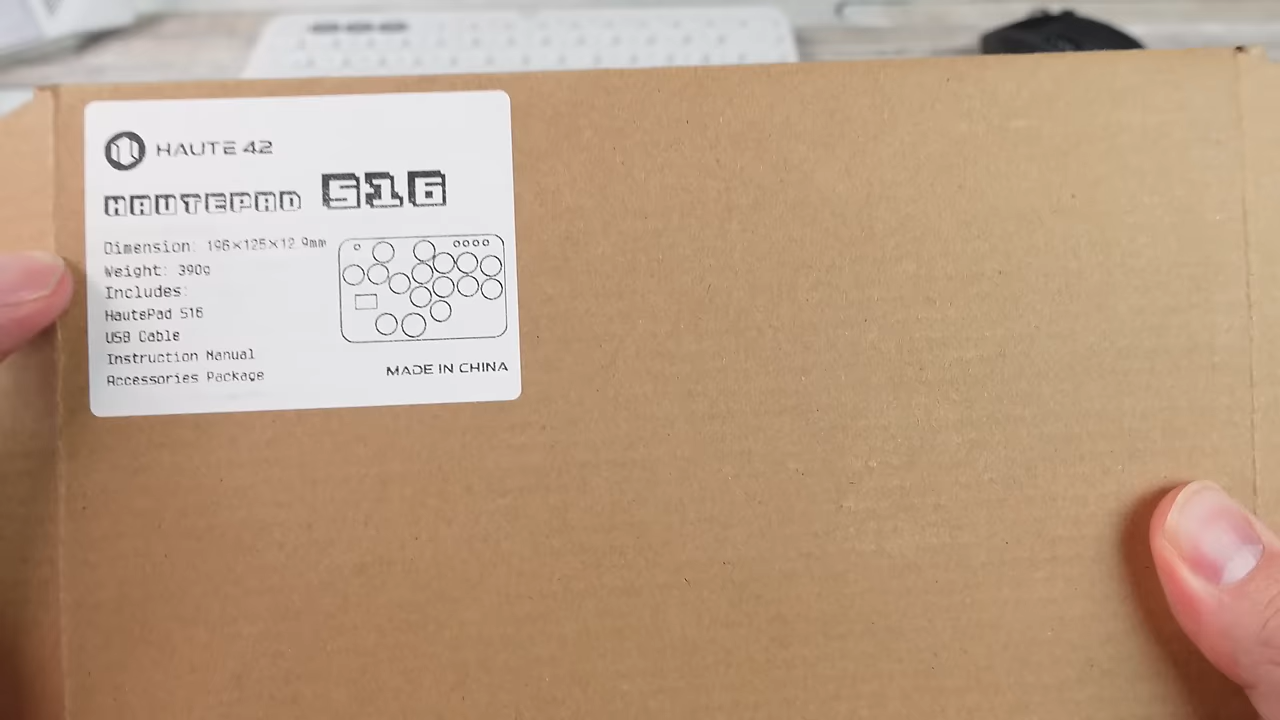 HAUTE 42
HAUTEPAD S16
Dimension: 196×125×12.9mm
Weight: 390g
Includes:
HautePad S16
USB Cable
Instruction Manual
Accessories Package
MADE IN CHINA